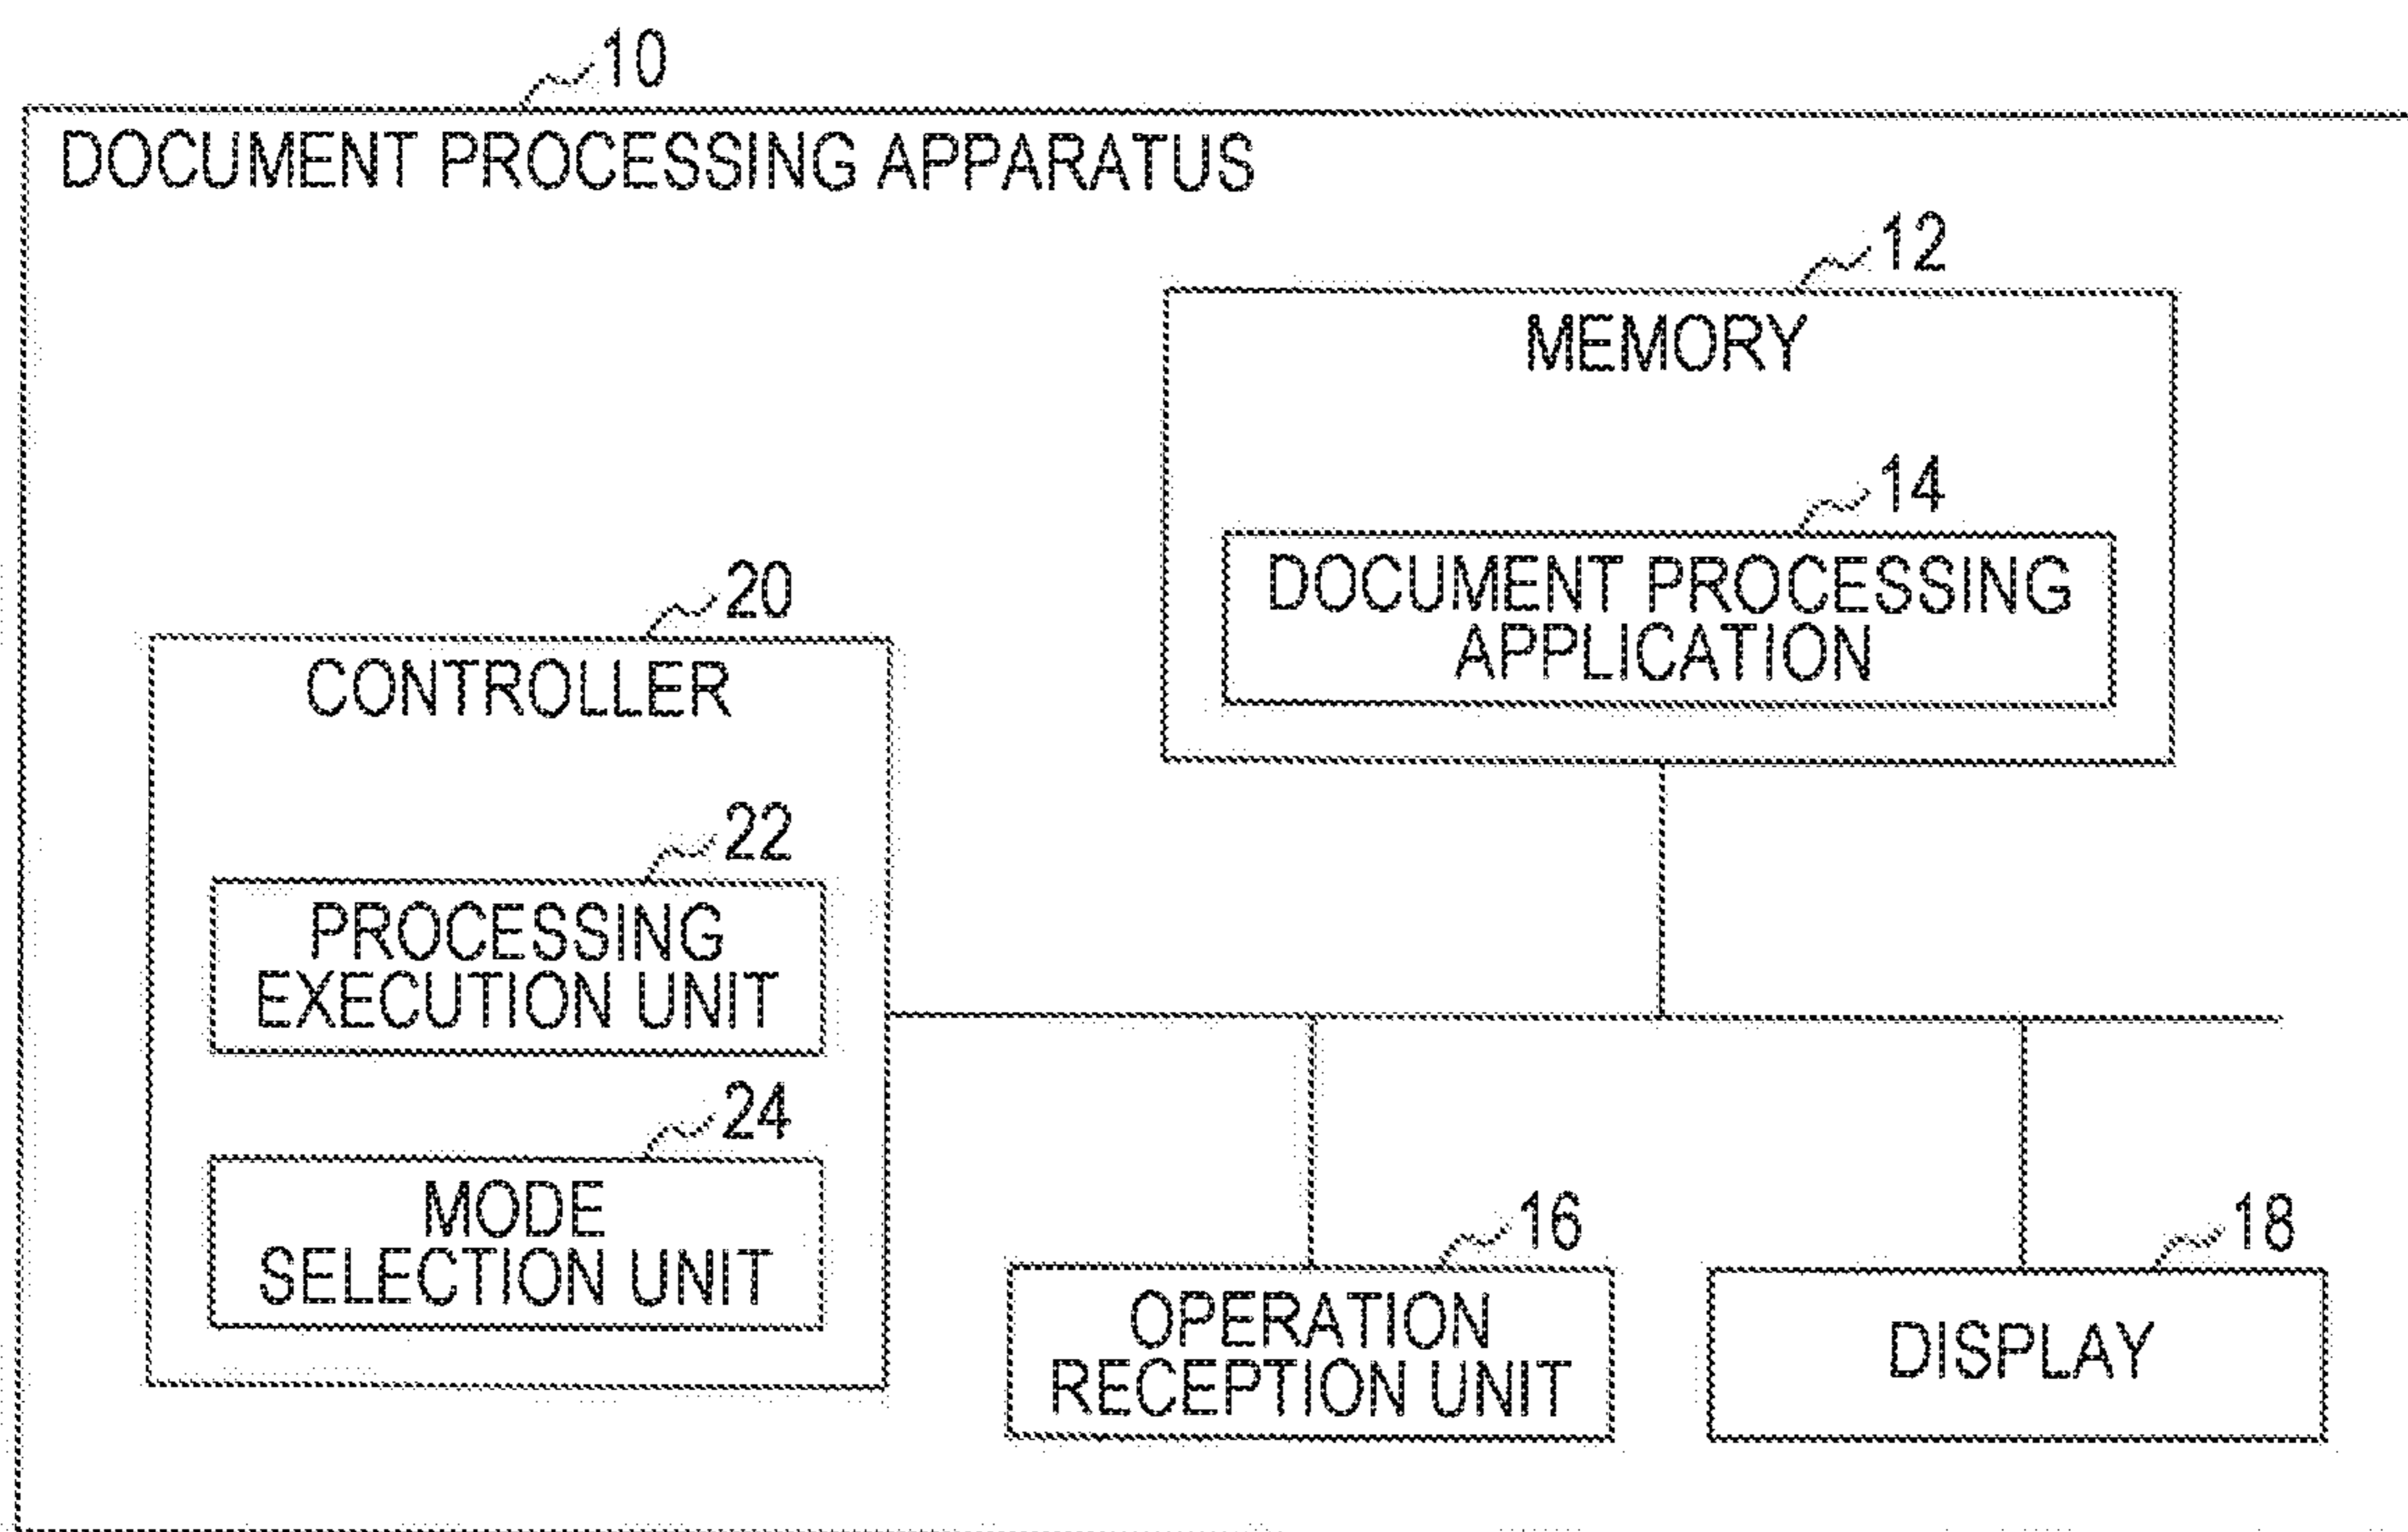 10
DOCUMENT PROCESSING APPARATUS
12
MEMORY
14
DOCUMENT PROCESSING
APPLICATION
20
CONTROLLER
22
PROCESSING
EXECUTION UNIT
24
MODE
SELECTION UNIT
16
OPERATION
RECEPTION UNIT
18
DISPLAY